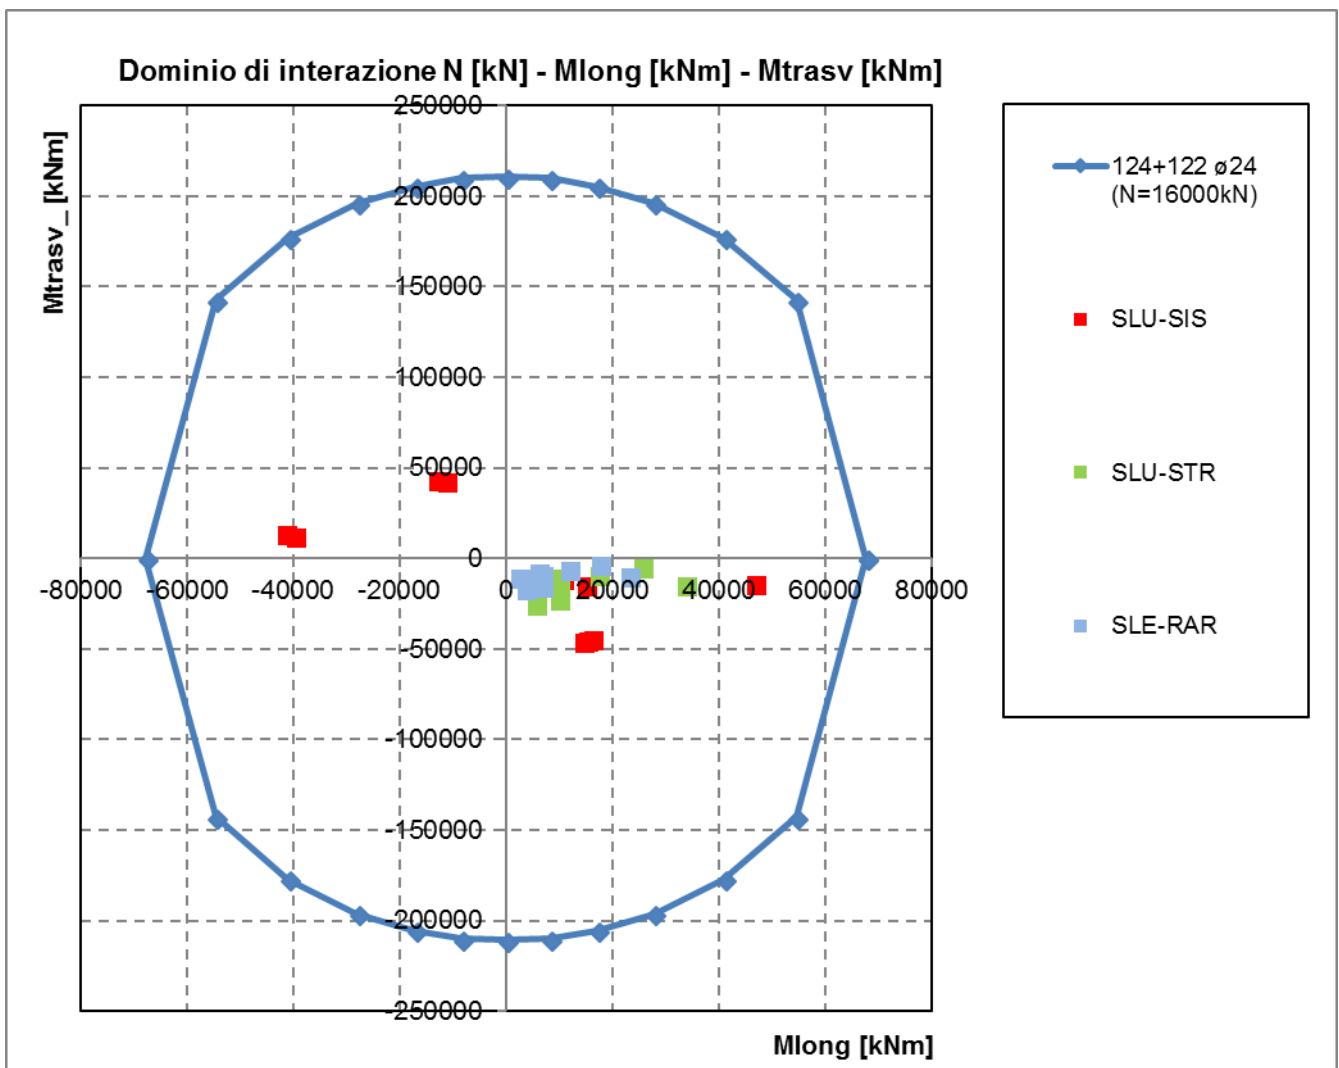 Dominio di interazione N [kN] - Mlong [kNm] - Mtrasv [kNm]
Mtrasv_ [kNm]
250000
200000
150000
100000
50000
0
-80000 -60000 -40000 -20000 0 20000 40000 60000 80000
-50000
-100000
-150000
-200000
-250000
Mlong [kNm]
124+122 ø24
(N=16000kN)
SLU-SIS
SLU-STR
SLE-RAR